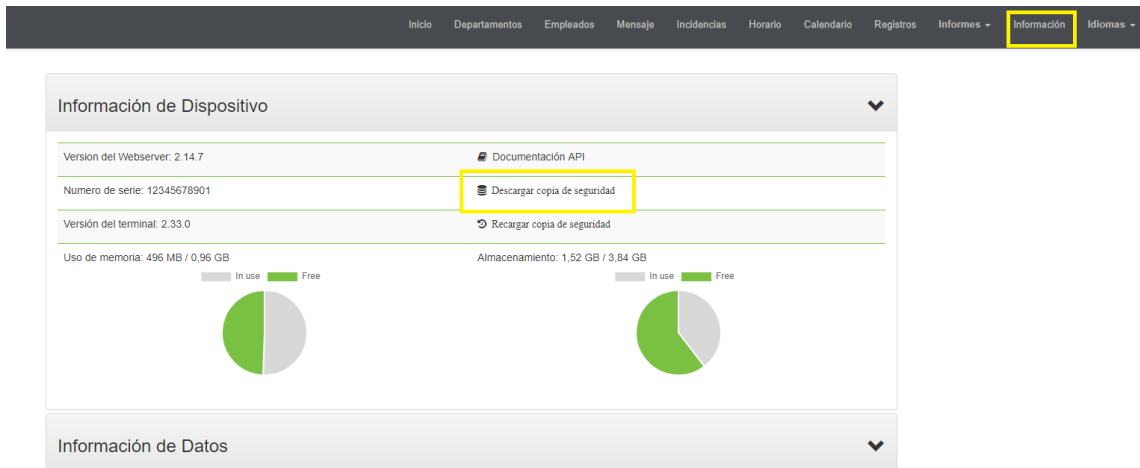 Inicio Departamentos Empleados Mensaje Incidencias Horario Calendario Registros Informes Información Idiomas
Información de Dispositivo
Version del Webserver: 2.14.7 Documentación API
Numero de serie: 12345678901 Descargar copia de seguridad
Versión del terminal: 2.33.0 Recargar copia de seguridad
Uso de memoria: 496 MB / 0,96 GB Almacenamiento: 1,52 GB / 3,84 GB
In use Free In use Free
Información de Datos